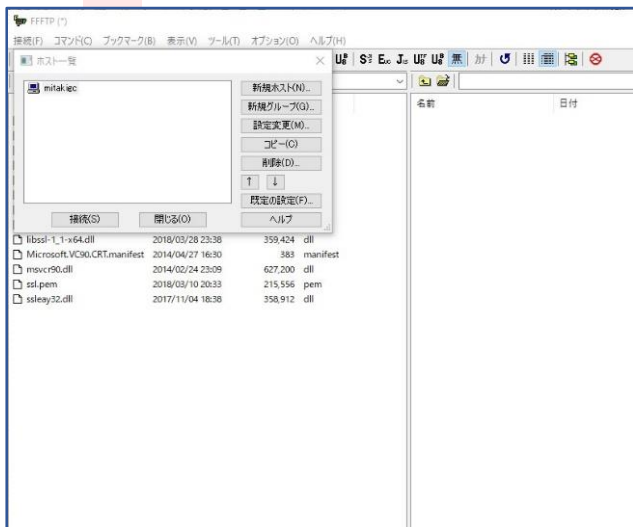 FFFTP (*)
接続(F) コマンド(C) ブックマーク(B) 表示(V) ツール(T) オプション(O) ヘルプ(H)
ホスト一覧
mitakigc
新規ホスト(N)...
新規グループ(G)...
設定変更(M)...
コピー(C)
削除(D)...
↑ ↓
既定の設定(F)...
接続(S) 閉じる(O) ヘルプ
無 カナ
名前 日付
libssl-1_1-x64.dll 2018/03/28 23:38 359,424 dll
Microsoft.VC90.CRT.manifest 2014/04/27 16:30 383 manifest
msvcr90.dll 2014/02/24 23:09 627,200 dll
ssl.pem 2018/03/10 20:33 215,556 pem
ssleay32.dll 2017/11/04 18:38 358,912 dll